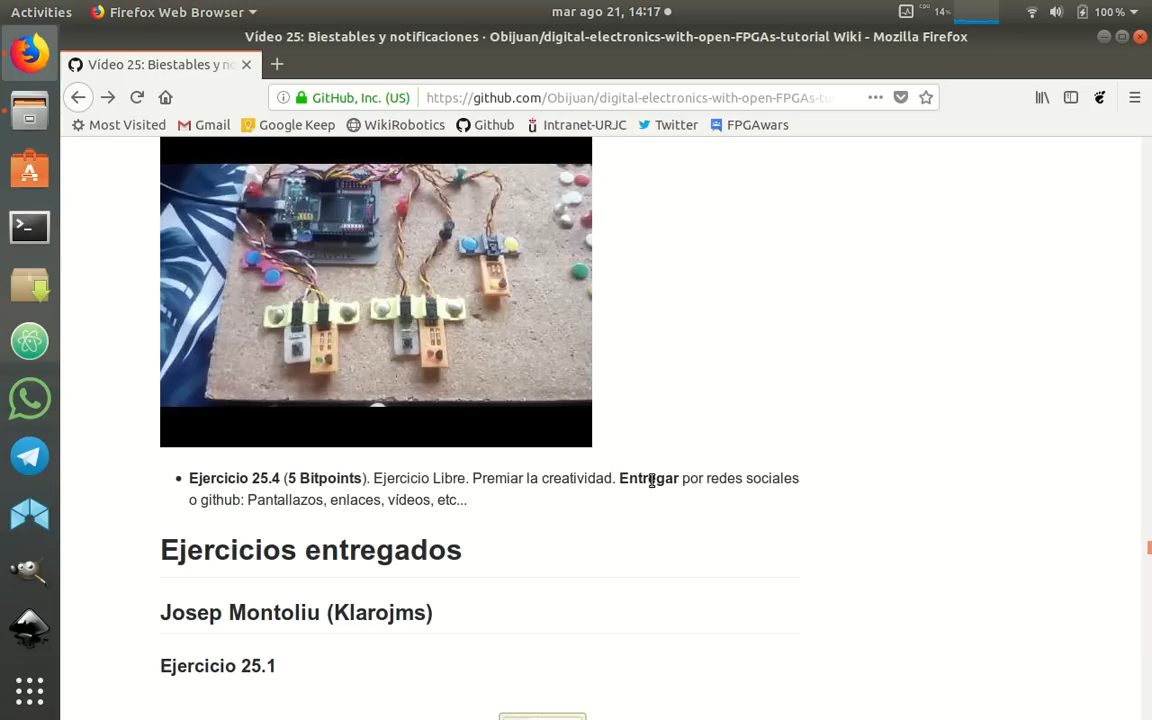 Activities Firefox Web Browser mar ago 21, 14:17 cpu 14% 100 %
Vídeo 25: Biestables y notificaciones · Obijuan/digital-electronics-with-open-FPGAs-tutorial Wiki - Mozilla Firefox
Vídeo 25: Biestables y no
GitHub, Inc. (US) https://github.com/Obijuan/digital-electronics-with-open-FPGAs-tu
Most Visited Gmail Google Keep WikiRobotics Github Intranet-URJC Twitter FPGAwars
Ejercicio 25.4 (5 Bitpoints). Ejercicio Libre. Premiar la creatividad. Entregar por redes sociales
o github: Pantallazos, enlaces, vídeos, etc...
Ejercicios entregados
Josep Montoliu (Klarojms)
Ejercicio 25.1